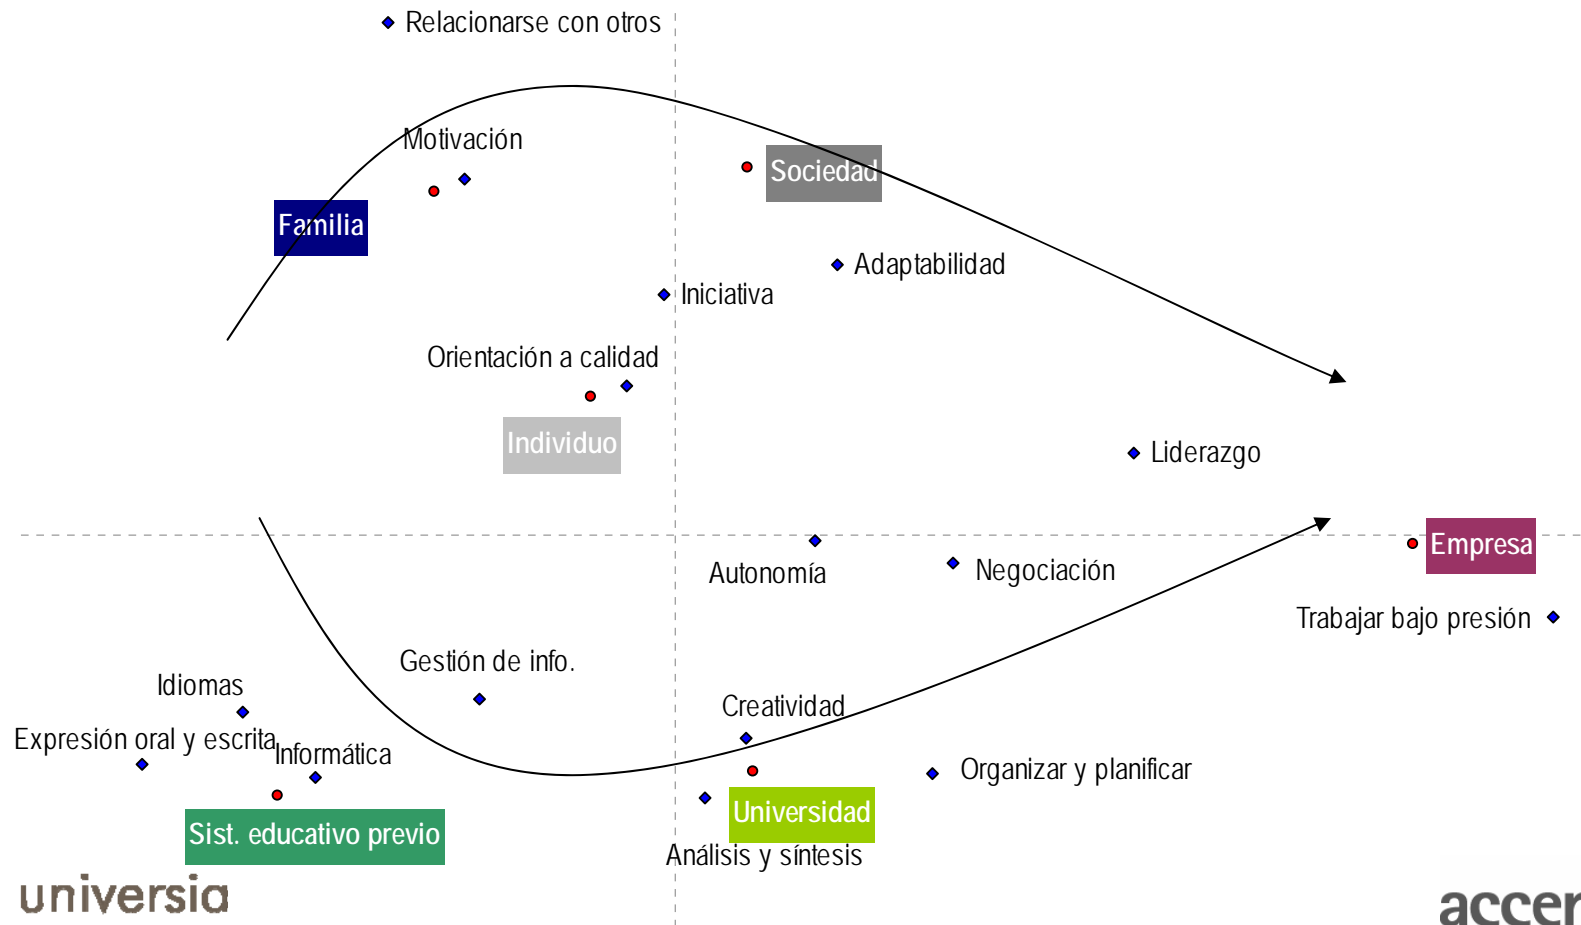 Relacionarse con otros
Motivación
Sociedad
Familia
Adaptabilidad
Iniciativa
Orientación a calidad
Individuo
Liderazgo
Empresa
Autonomía
Negociación
Trabajar bajo presión
Gestión de info.
Idiomas
Creatividad
Expresión oral y escrita
Informática
Organizar y planificar
Universidad
Sist. educativo previo
Análisis y síntesis
universia
accen